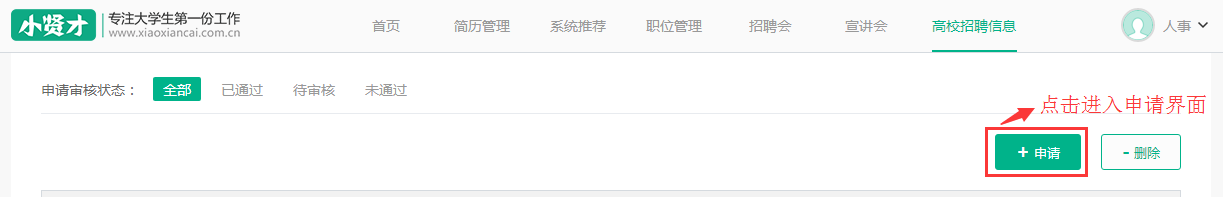 小贤才 专注大学生第一份工作
www.xiaoxiancai.com.cn
首页 简历管理 系统推荐 职位管理 招聘会 宣讲会 高校招聘信息 人事
申请审核状态： 全部 已通过 待审核 未通过
点击进入申请界面
+ 申请 - 删除